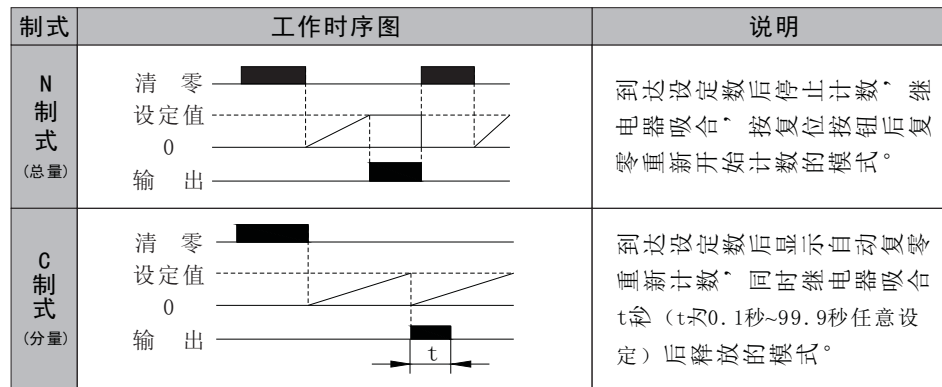 制式 工作时序图 说明
N
制
式
(总量)
清 零
设定值
0
输 出
到达设定数后停止计数，继
电器吸合，按复位按钮后复
零重新开始计数的模式。
C
制
式
(分量)
清 零
设定值
0
输 出
t
到达设定数后显示自动复零
重新计数，同时继电器吸合
t秒（t为0.1秒~99.9秒任意设
定）后释放的模式。